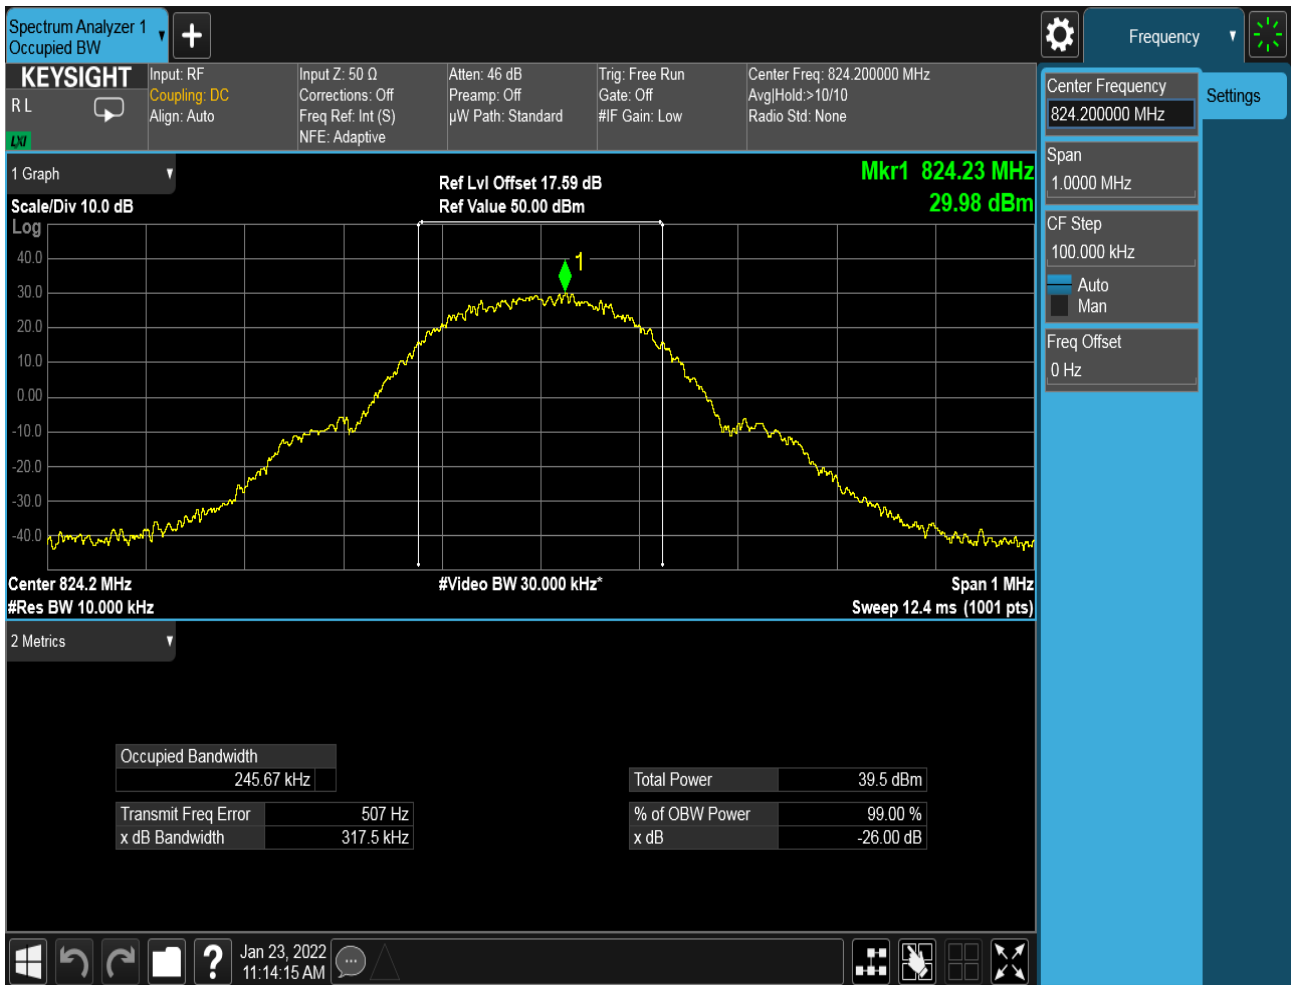 Spectrum Analyzer 1
Occupied BW
Frequency
KEYSIGHT
R L
LXI
Input: RF
Coupling: DC
Align: Auto
Input Z: 50 Ω
Corrections: Off
Freq Ref: Int (S)
NFE: Adaptive
Atten: 46 dB
Preamp: Off
µW Path: Standard
Trig: Free Run
Gate: Off
#IF Gain: Low
Center Freq: 824.200000 MHz
Avg|Hold:>10/10
Radio Std: None
Center Frequency
824.200000 MHz
Settings
Span
1.0000 MHz
CF Step
100.000 kHz
Auto
Man
Freq Offset
0 Hz
1 Graph
Scale/Div 10.0 dB
Log
Ref Lvl Offset 17.59 dB
Ref Value 50.00 dBm
Mkr1 824.23 MHz
29.98 dBm
1
40.0
30.0
20.0
10.0
0.00
-10.0
-20.0
-30.0
-40.0
Center 824.2 MHz
#Res BW 10.000 kHz
#Video BW 30.000 kHz*
Span 1 MHz
Sweep 12.4 ms (1001 pts)
2 Metrics
Occupied Bandwidth
245.67 kHz
Transmit Freq Error 507 Hz
x dB Bandwidth 317.5 kHz
Total Power 39.5 dBm
% of OBW Power 99.00 %
x dB -26.00 dB
?
Jan 23, 2022
11:14:15 AM